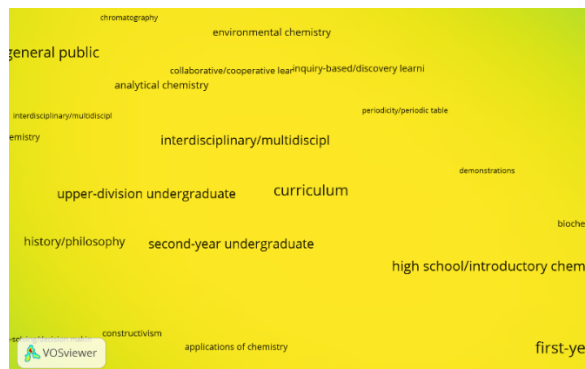 chromatography
environmental chemistry
general public
collaborative/cooperative lear
inquiry-based/discovery learni
analytical chemistry
periodicity/periodic table
interdisciplinary/multidiscipl
emistry
interdisciplinary/multidiscipl
demonstrations
upper-division undergraduate
curriculum
bioche
history/philosophy
second-year undergraduate
high school/introductory chem
constructivism
applications of chemistry
first-ye
VOSviewer